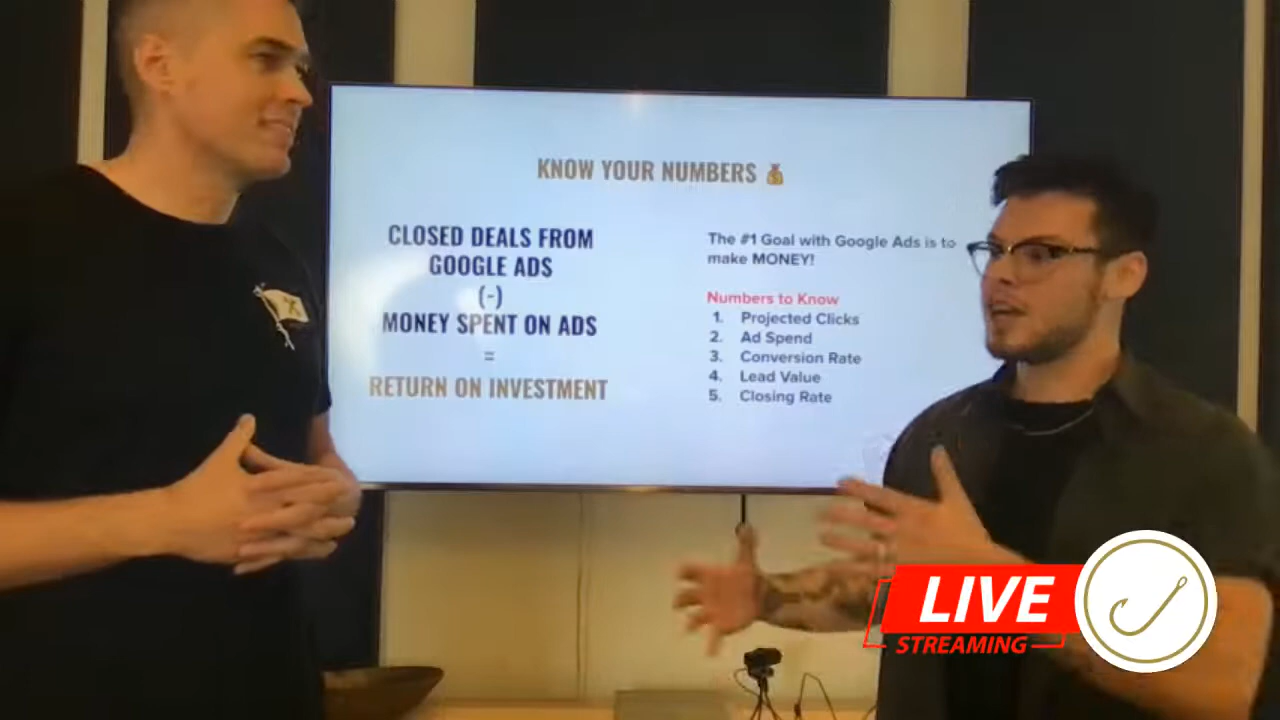 KNOW YOUR NUMBERS 💰
CLOSED DEALS FROM
GOOGLE ADS
(-)
MONEY SPENT ON ADS
=
RETURN ON INVESTMENT
The #1 Goal with Google Ads is to
make MONEY!
Numbers to Know
1. Projected Clicks
2. Ad Spend
3. Conversion Rate
4. Lead Value
5. Closing Rate
LIVE
STREAMING